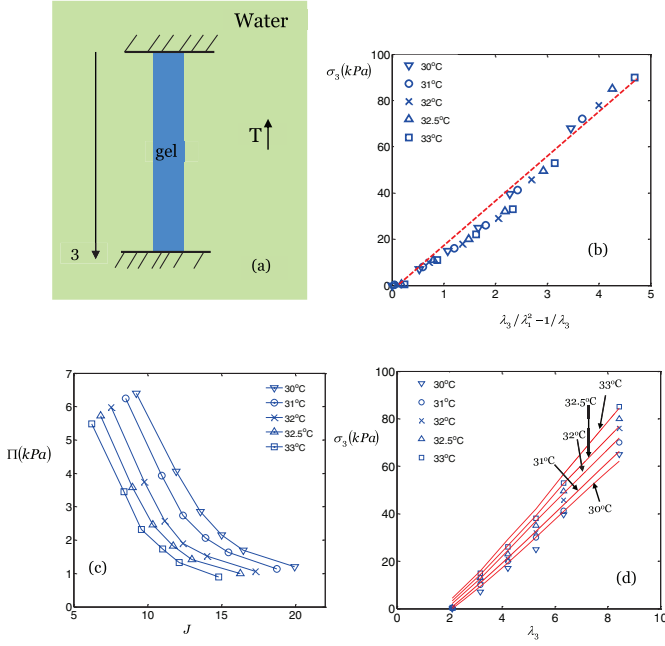 Water
gel
T
3
(a)
σ₃(kPa)
100
80
60
40
20
0
30°C
31°C
32°C
32.5°C
33°C
(b)
0 1 2 3 4 5
λ₃/λ₁²−1/λ₃
Π(kPa)
7
6
5
4
3
2
1
0
30°C
31°C
32°C
32.5°C
33°C
(c)
5 10 15 20
J
σ₃(kPa)
100
80
60
40
20
0
30°C
31°C
32°C
32.5°C
33°C
33°C
32.5°C
32°C
31°C
30°C
(d)
0 2 4 6 8 10
λ₃